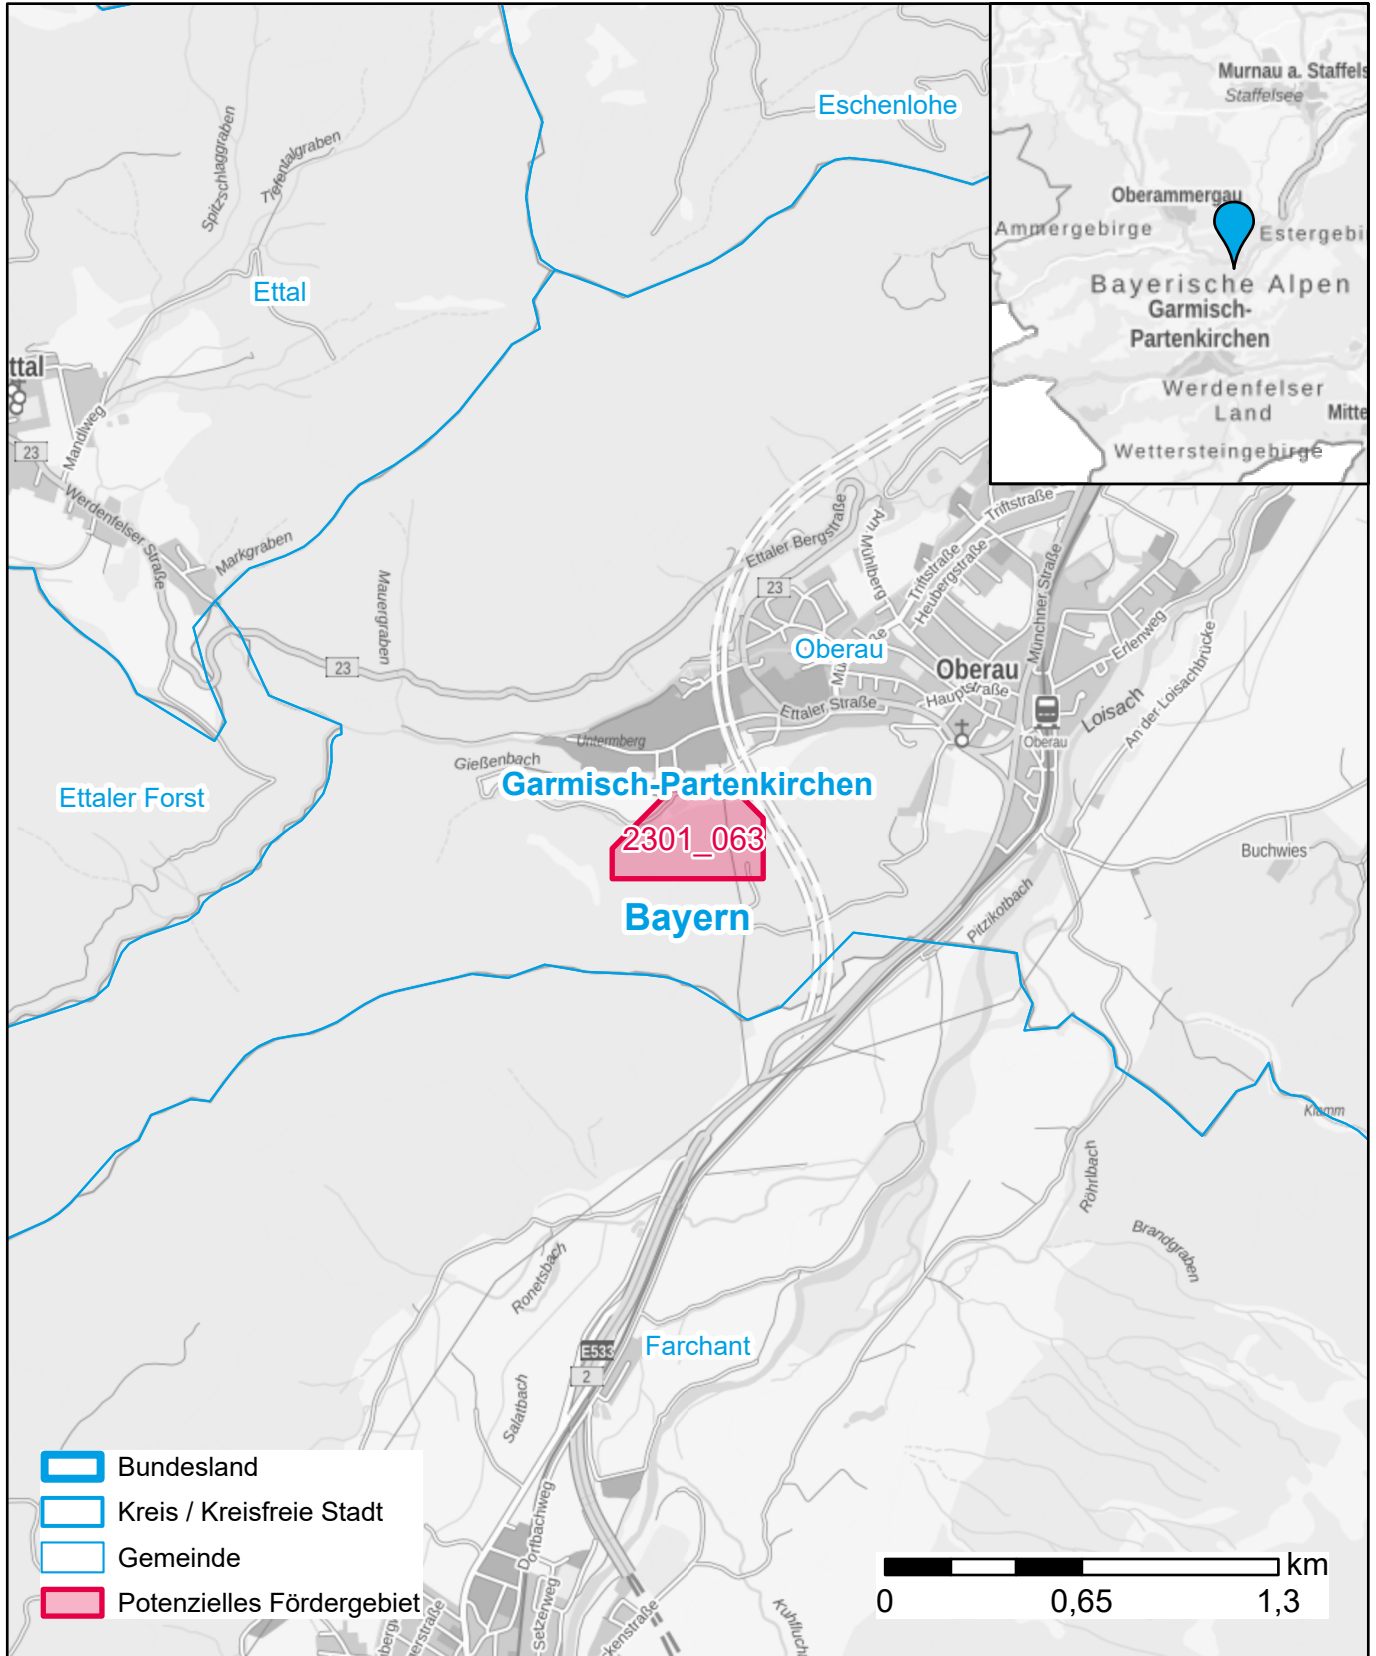 Eschenlohe
Spitzschlaggraben
Tiefentalgraben
Ettal
ttal
23
Mandlweg
Werdenfelser Straße
Markgraben
Mauergraben
23
Ettaler Bergstraße
Am Mühlberg
Triftstraße
Triftstraße
Heubergstraße
Münchner Straße
23
Oberau
Oberau
Erlenweg
Hauptstraße
Ettaler Straße
Loisach
An der Loisachbrücke
Oberau
Untermberg
Gießenbach
Garmisch-Partenkirchen
Ettaler Forst
2301_063
Buchwies
Bayern
Pitzikotbach
Klamm
Röhrlbach
Brandgraben
Ronetsbach
E533
2
Farchant
Salatbach
Dorfbachweg
Setzerweg
erstraße
ckenstraße
Kuhflucht
Murnau a. Staffels
Staffelsee
Oberammergau
Ammergebirge
Estergebi
Bayerische Alpen
Garmisch-
Partenkirchen
Werdenfelser
Land
Mitte
Wettersteingebirge
Bundesland
Kreis / Kreisfreie Stadt
Gemeinde
Potenzielles Fördergebiet
km
0
0,65
1,3